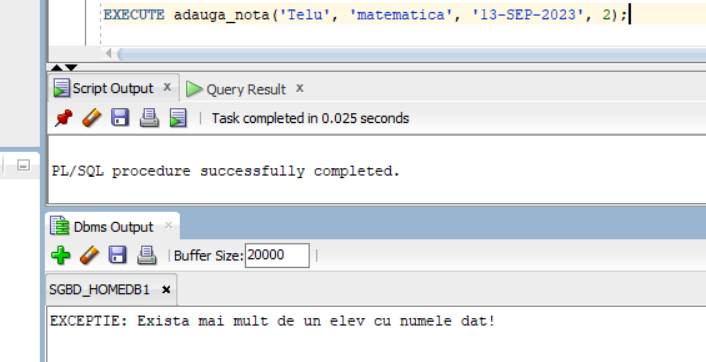 EXECUTE adauga_nota('Telu', 'matematica', '13-SEP-2023', 2);
Script Output x
Query Result x
Task completed in 0.025 seconds
PL/SQL procedure successfully completed.
Dbms Output x
Buffer Size: 20000
SGBD_HOMEDB1 x
EXCEPTIE: Exista mai mult de un elev cu numele dat!